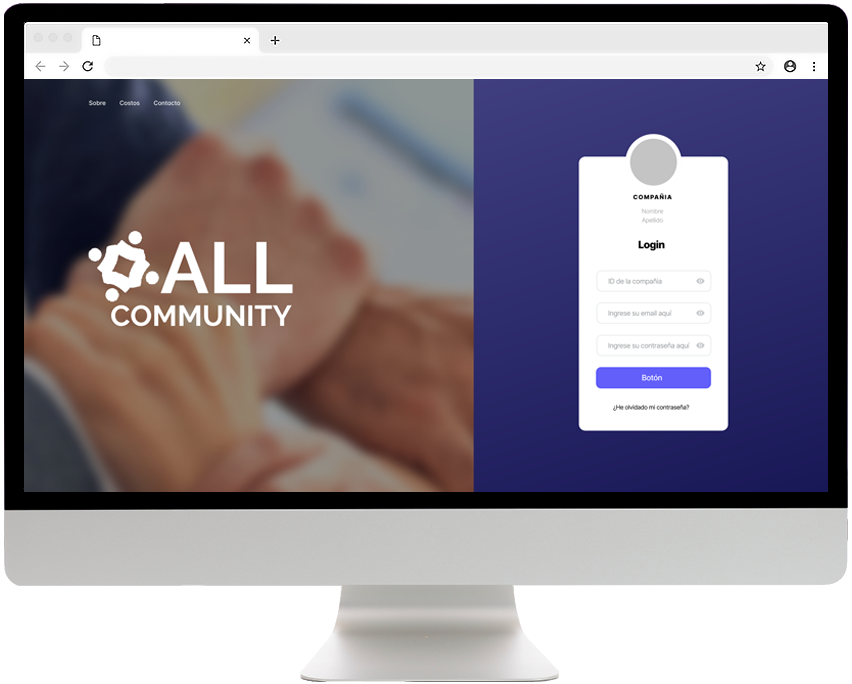 Sobre Costos Contacto
ALL
COMMUNITY
COMPAÑIA
Nombre
Apellido
Login
ID de la compañia
Ingrese su email aquí
Ingrese su contraseña aquí
Botón
¿He olvidado mi contraseña?